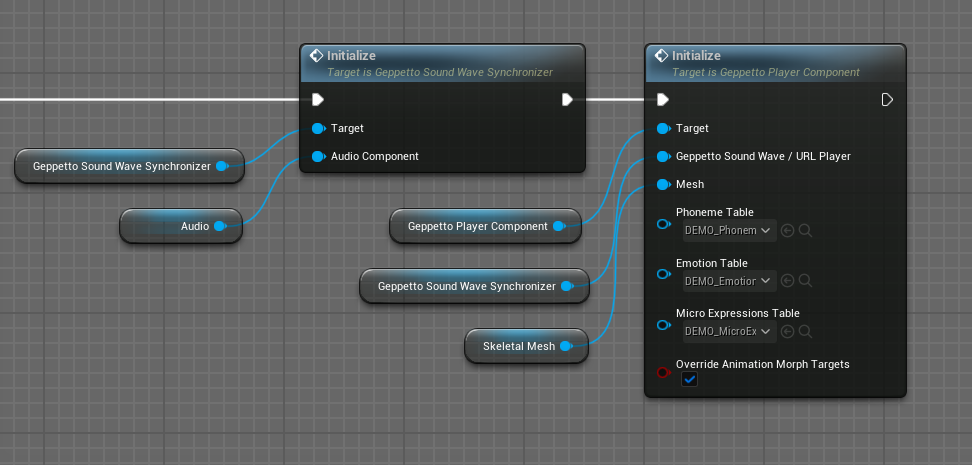 Initialize
Target is Geppetto Sound Wave Synchronizer
Target
Audio Component
Geppetto Sound Wave Synchronizer
Audio
Initialize
Target is Geppetto Player Component
Target
Geppetto Sound Wave / URL Player
Mesh
Phoneme Table
DEMO_Phonem
Emotion Table
DEMO_Emotior
Micro Expressions Table
DEMO_MicroEx
Override Animation Morph Targets
Geppetto Player Component
Geppetto Sound Wave Synchronizer
Skeletal Mesh